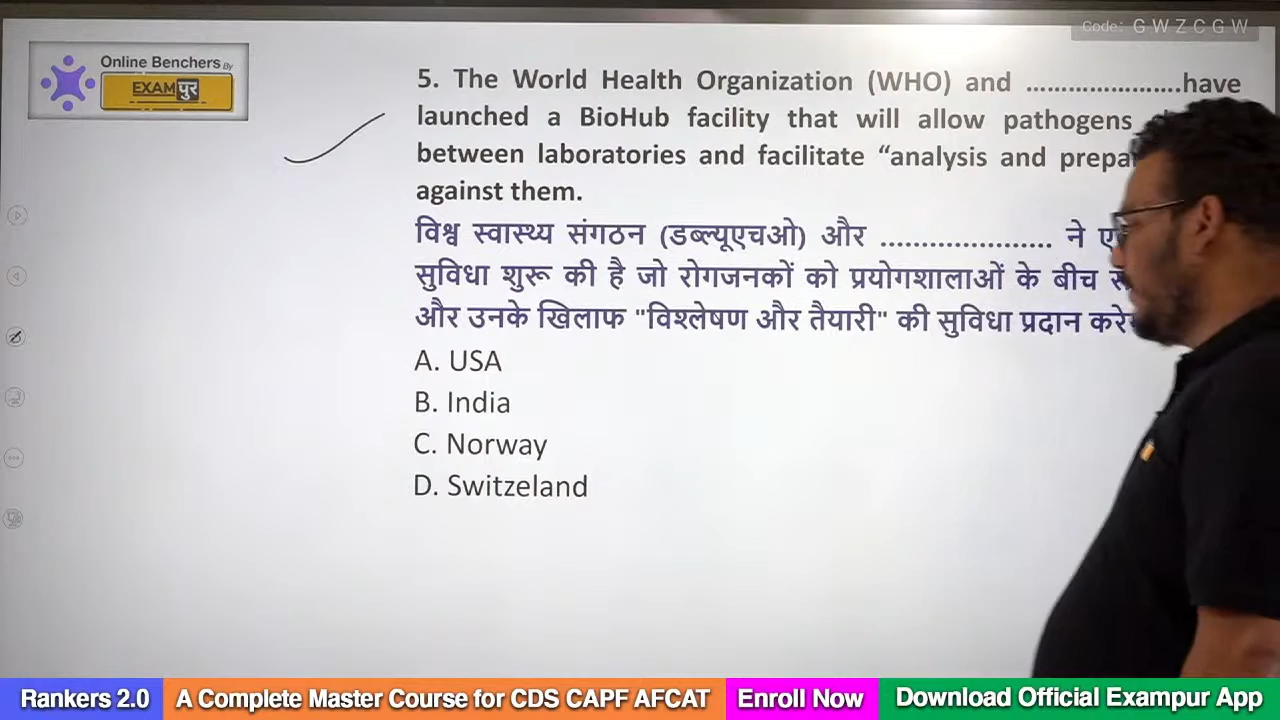 Code: G W Z C G W
Online Benchers By
EXAMपुर
5. The World Health Organization (WHO) and ......................have
launched a BioHub facility that will allow pathogens
between laboratories and facilitate “analysis and
against them.
विश्व स्वास्थ्य संगठन (डब्ल्यूएचओ) और ..................... ने
सुविधा शुरू की है जो रोगजनकों को प्रयोगशालाओं के बीच
और उनके खिलाफ "विश्लेषण और तैयारी" की सुविधा प्रदान
A. USA
B. India
C. Norway
D. Switzeland
Rankers 2.0 A Complete Master Course for CDS CAPF AFCAT Enroll Now Download Official Exampur App